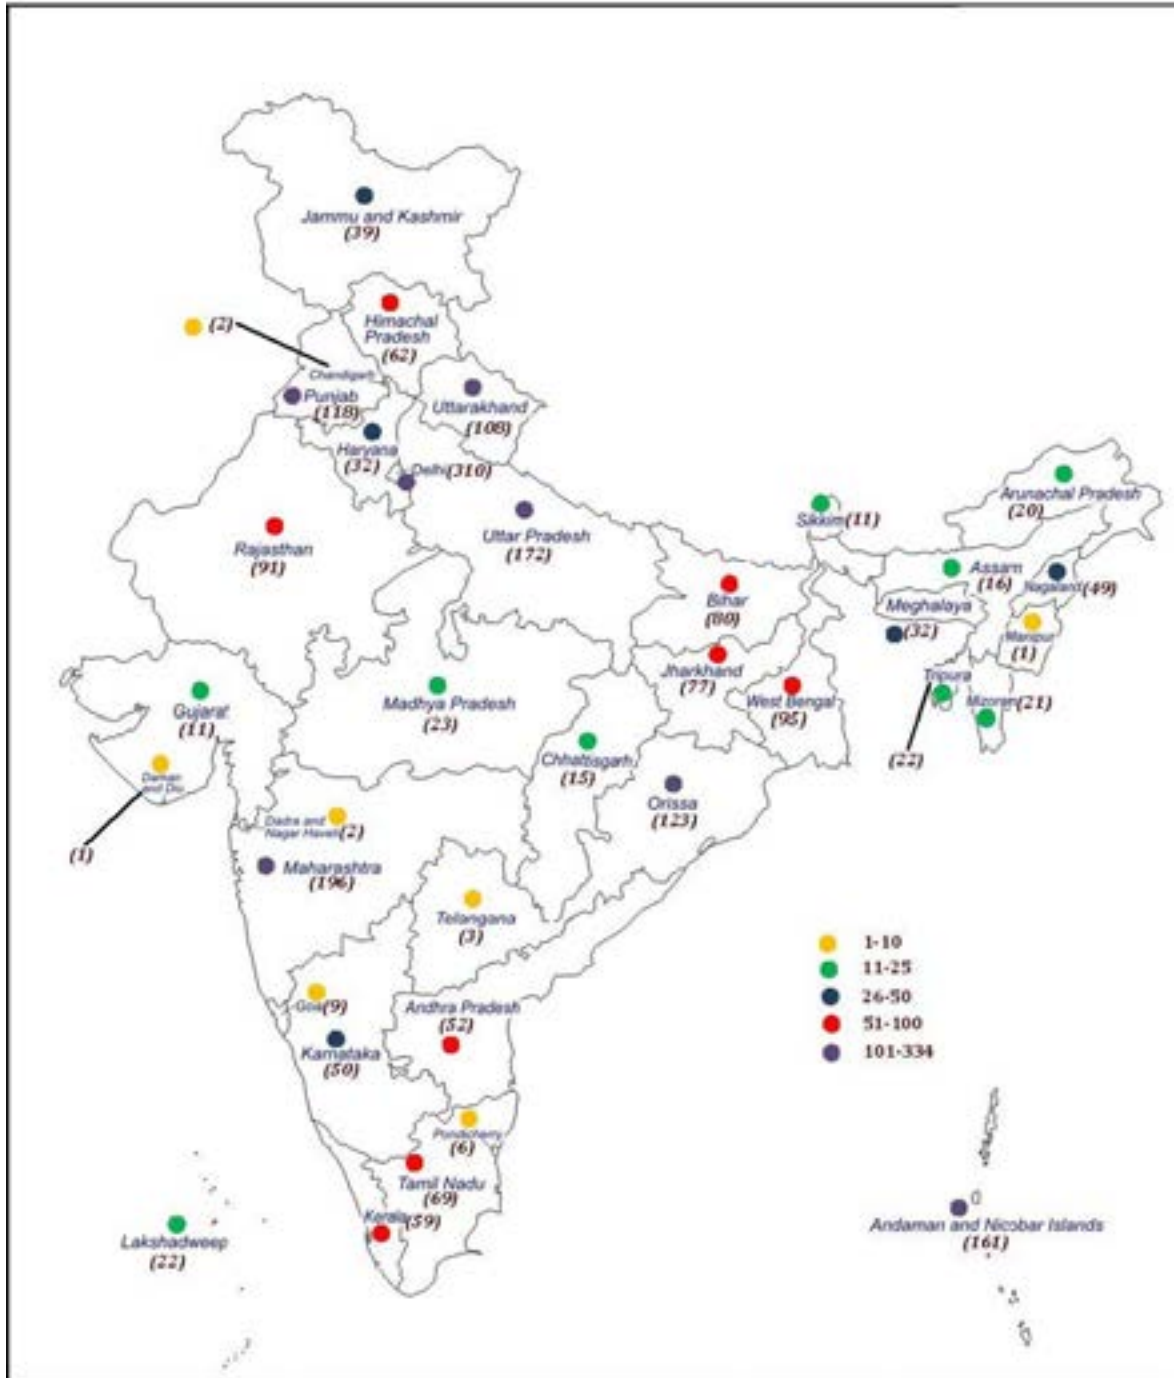 Jammu and Kashmir
(39)
Himachal
Pradesh
(62)
(2)
Chandigarh
Punjab
(118)
Uttarakhand
(108)
Haryana
(32)
Delhi(310)
Arunachal Pradesh
(20)
Sikkim(11)
Uttar Pradesh
(172)
Rajasthan
(91)
Assam
(16)
Nagaland(49)
Bihar
(80)
Meghalaya
(32)
Manipur
(1)
Jharkhand
(77)
West Bengal
(95)
Tripura
(22)
Mizoram(21)
Gujarat
(11)
Madhya Pradesh
(23)
Chhattisgarh
(15)
Daman
and Diu
(1)
Orissa
(123)
Dadra and
Nagar Haveli(2)
Maharashtra
(196)
Telangana
(3)
1-10
11-25
26-50
51-100
101-334
Goa(9)
Andhra Pradesh
(52)
Karnataka
(50)
Pondicherry
(6)
Tamil Nadu
(69)
Kerala(59)
Lakshadweep
(22)
Andaman and Nicobar Islands
(161)